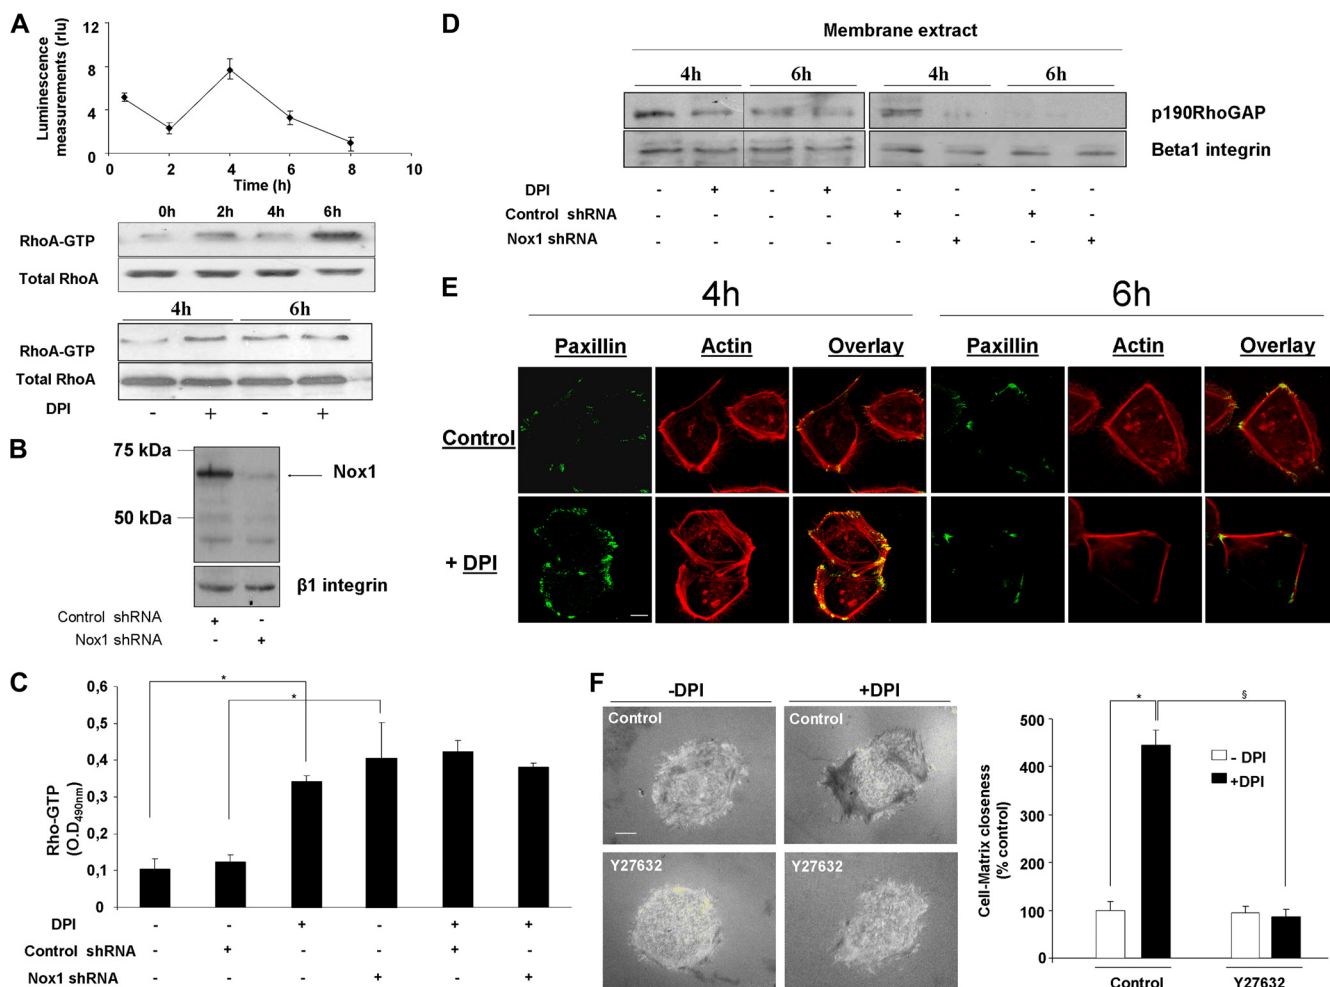 A
Luminescence
measurements (rlu)
12
8
4
0
0 2 4 6 8 10
Time (h)
0h 2h 4h 6h
RhoA-GTP
Total RhoA
4h 6h
RhoA-GTP
Total RhoA
DPI - + - +
B
75 kDa
Nox1
50 kDa
β1 integrin
Control shRNA + -
Nox1 shRNA - +
C
Rho-GTP
(O.D490nm)
0,6
0,5
0,4
0,3
0,2
0,1
0
* *
DPI - - + - + +
Control shRNA - + - - + -
Nox1 shRNA - - - + - +
D
Membrane extract
4h 6h 4h 6h
p190RhoGAP
Beta1 integrin
DPI - + - + - - - -
Control shRNA - - - - + - + -
Nox1 shRNA - - - - - + - +
E
4h 6h
Paxillin Actin Overlay Paxillin Actin Overlay
Control
+ DPI
F
-DPI +DPI
Control Control
Y27632 Y27632
Cell-Matrix closeness
(% control)
500
400
300
200
100
0
* §
- DPI
+DPI
Control Y27632